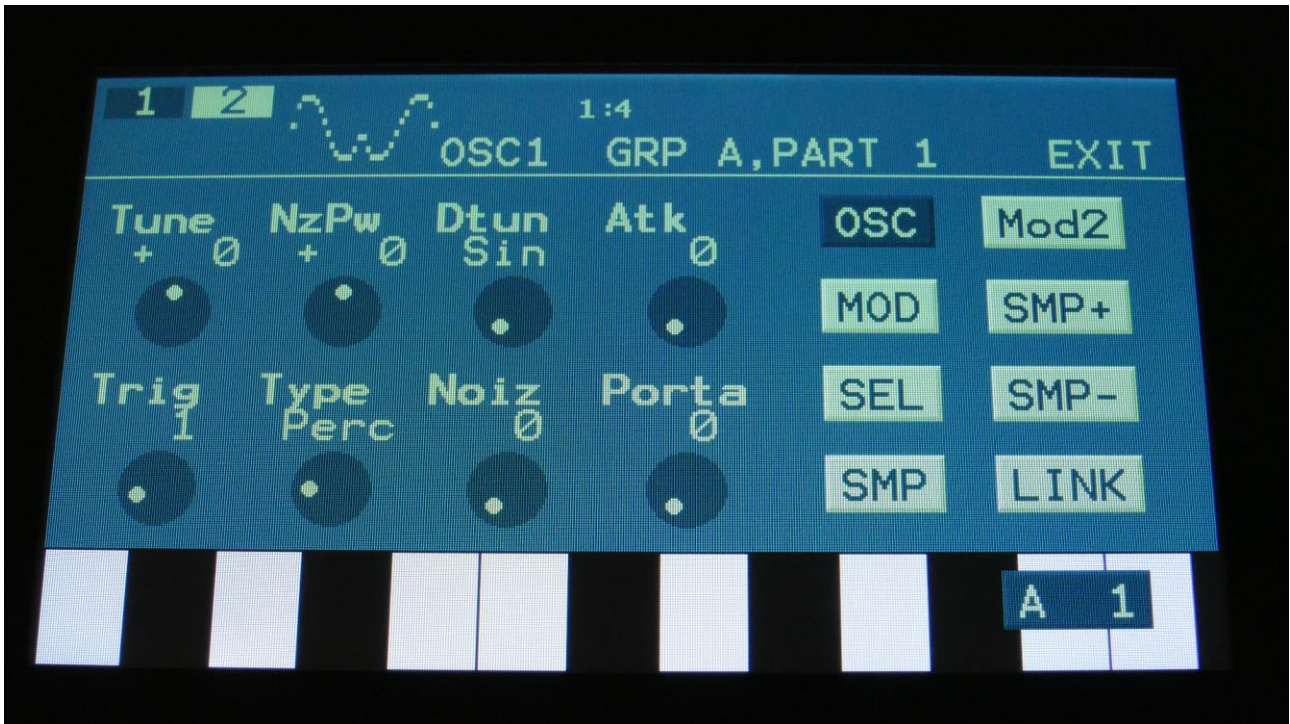 1 2 1:4
OSC1 GRP A,PART 1 EXIT
Tune NzPw Dtun Atk OSC Mod2
+ 0 + 0 Sin 0
MOD SMP+
Trig Type Noiz Porta SEL SMP-
1 Perc 0 0
SMP LINK
A 1